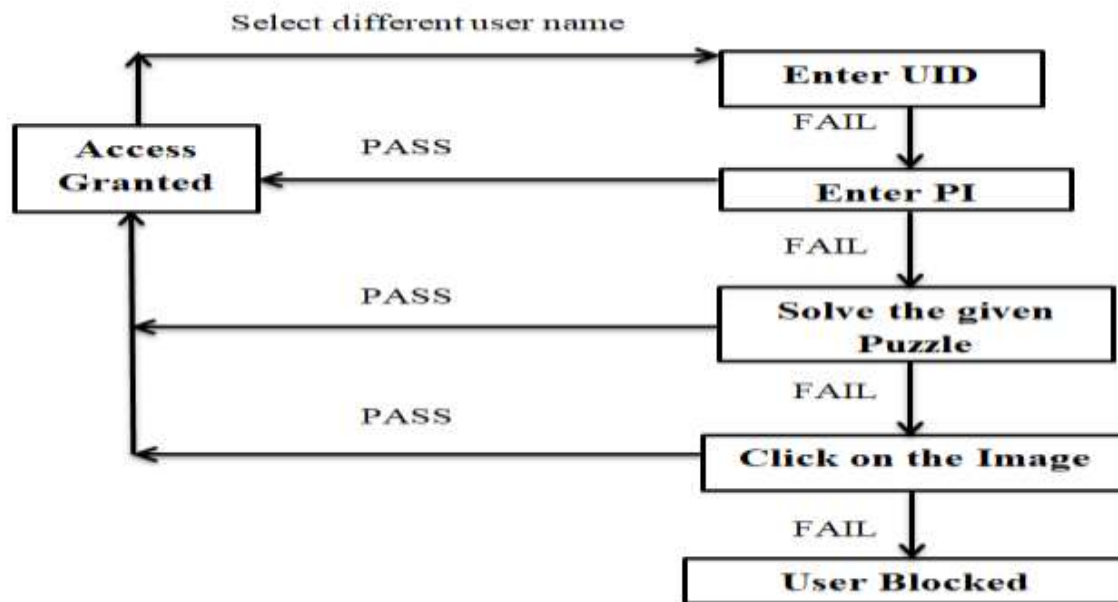 Select different user name
Enter UID
FAIL
Access
Granted
PASS
Enter PI
FAIL
PASS
Solve the given
Puzzle
FAIL
PASS
Click on the Image
FAIL
User Blocked